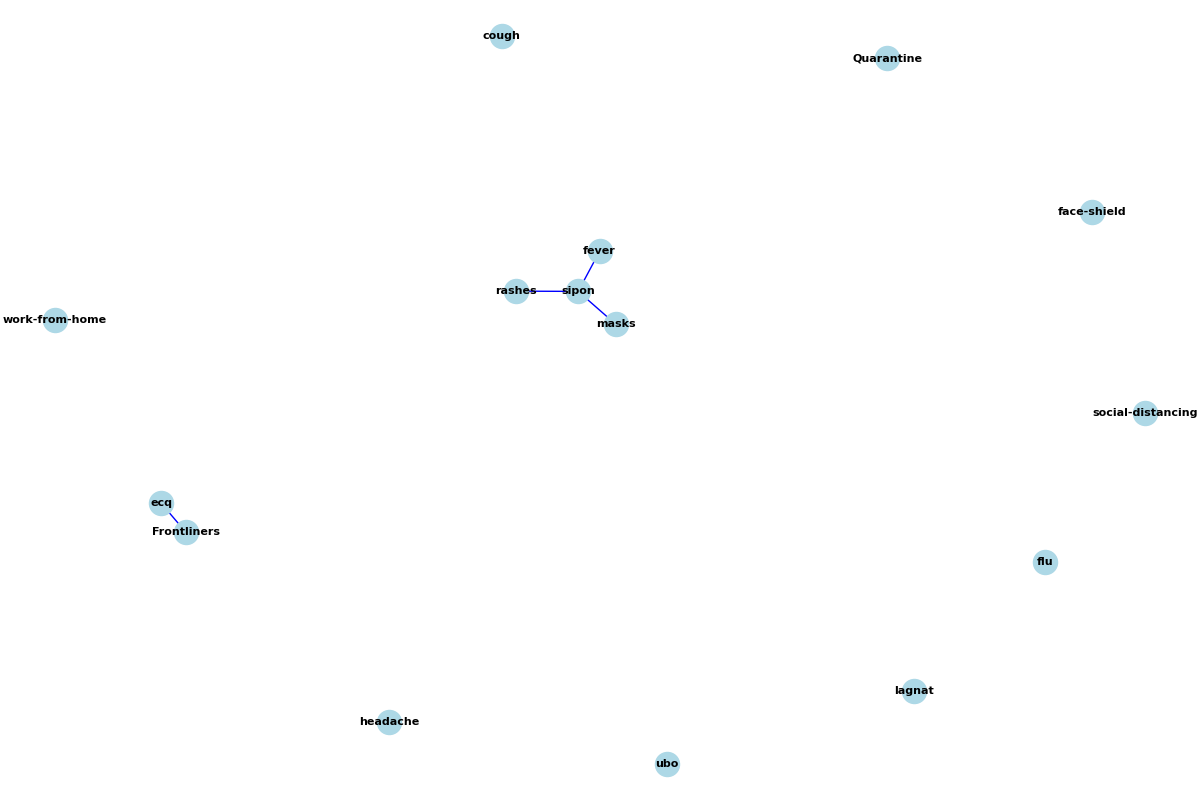 cough
Quarantine
face-shield
fever
rashes
sipon
masks
work-from-home
social-distancing
ecq
Frontliners
flu
lagnat
headache
ubo